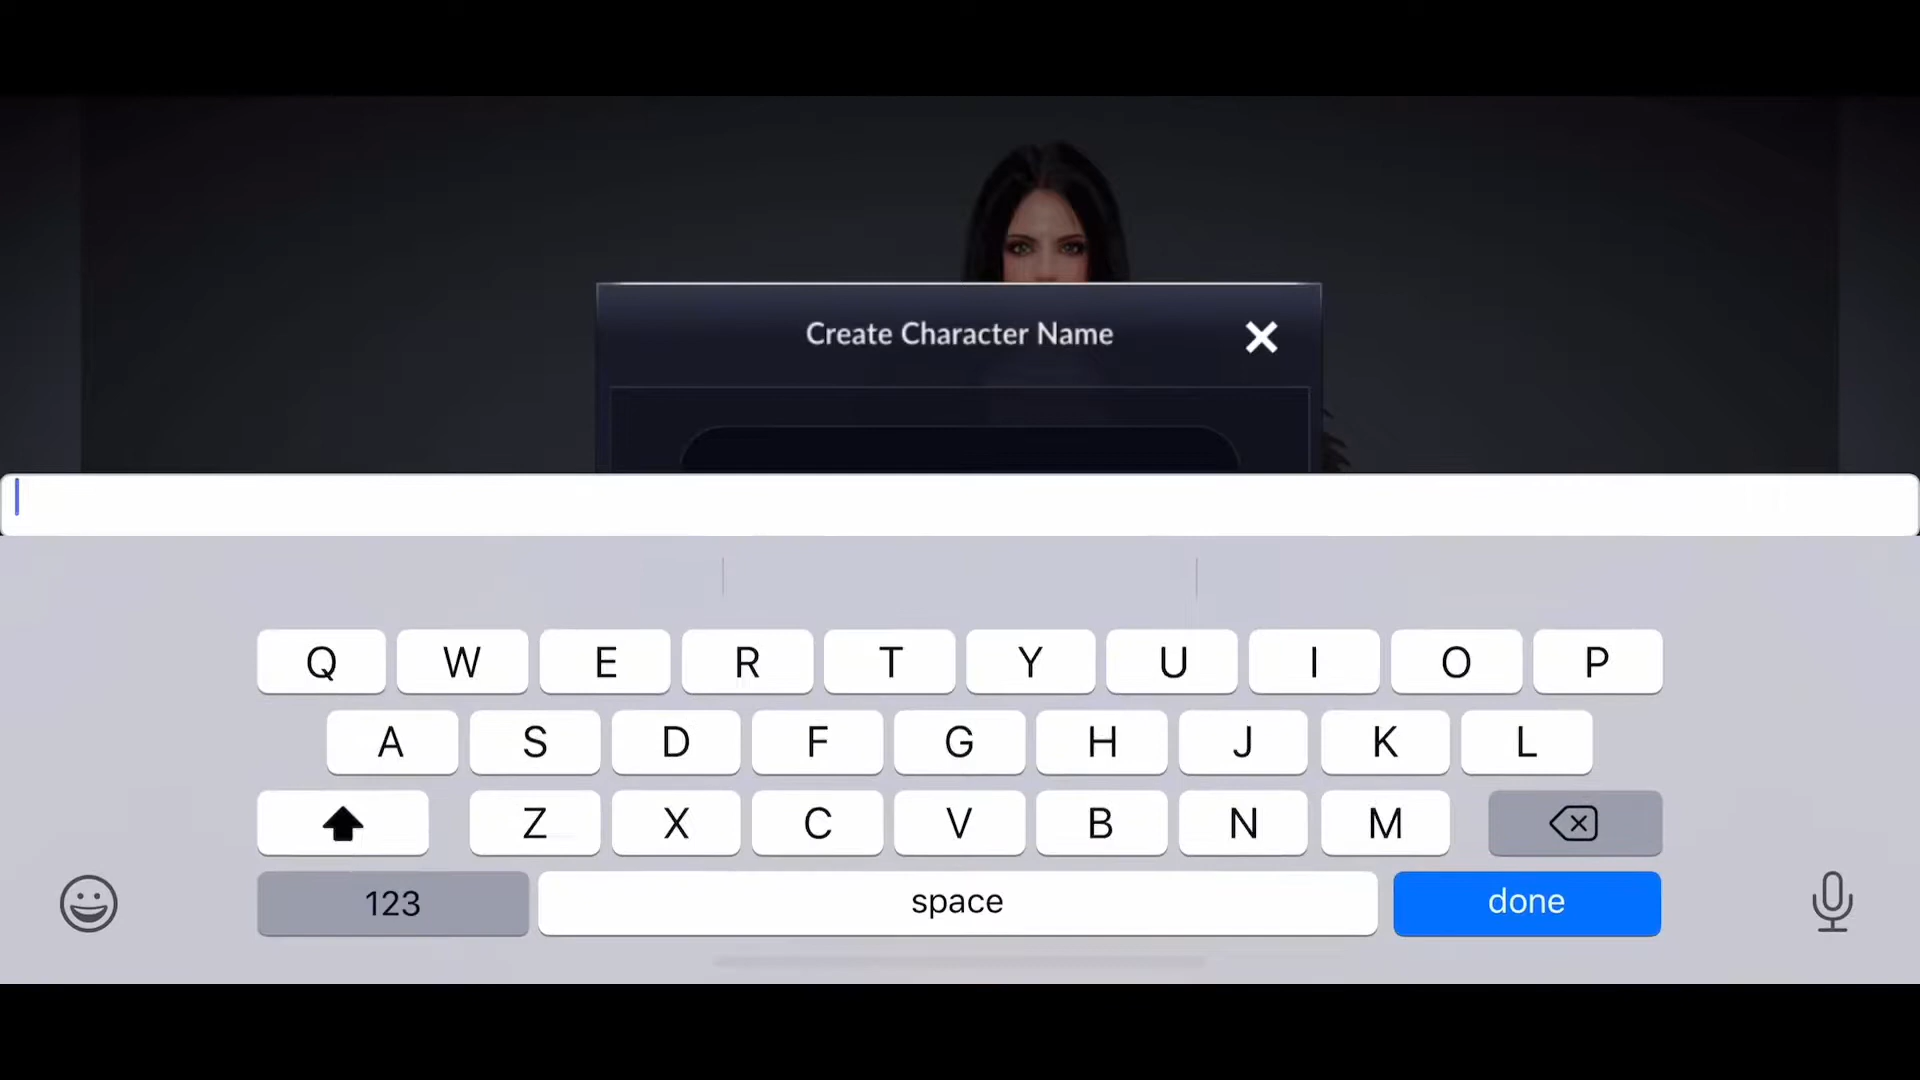 Create Character Name
Q W E R T Y U I O P
A S D F G H J K L
Z X C V B N M
123 space done